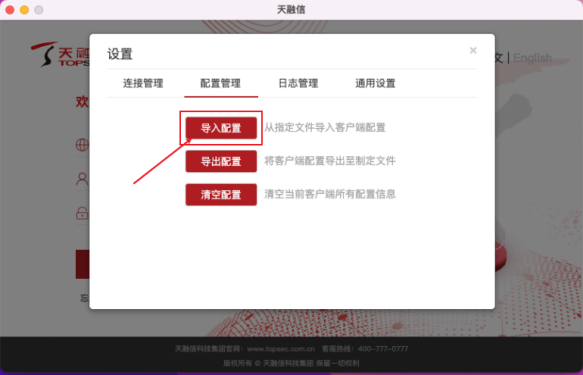 天融信
天融
TOPS
文 | English
设置
×
连接管理 配置管理 日志管理 通用设置
欢
导入配置 从指定文件导入客户端配置
导出配置 将客户端配置导出至制定文件
清空配置 清空当前客户端所有配置信息
忘
天融信科技集团官网：www.topsec.com.cn 客服热线：400-777-0777
版权所有 © 天融信科技集团 保留一切权利